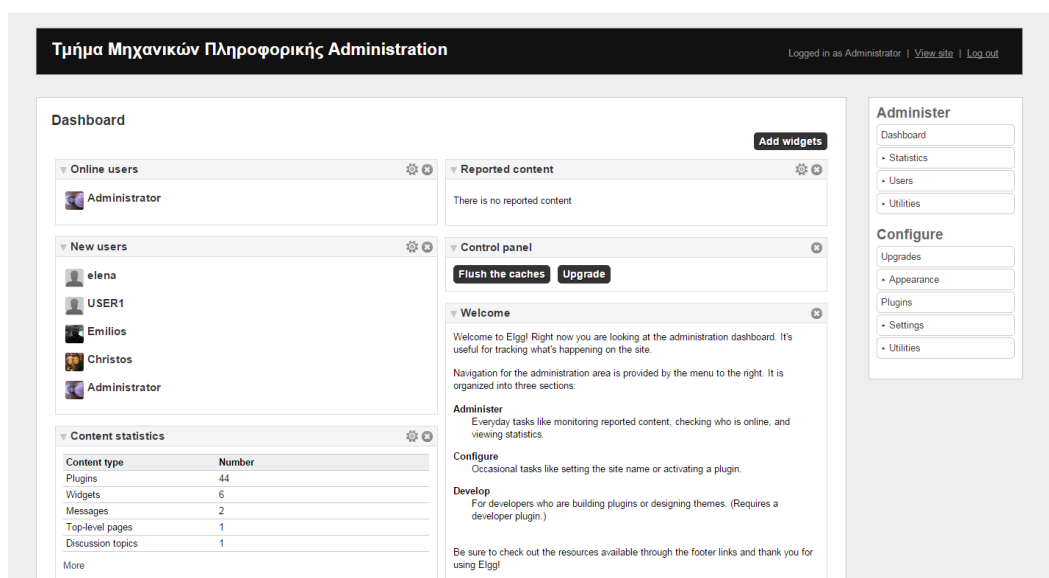 Τμήμα Μηχανικών Πληροφορικής Administration
Logged in as Administrator | View site | Log out
Dashboard
Add widgets
Online users
Administrator
New users
elena
USER1
Emilios
Christos
Administrator
Content statistics
Content type Number
Plugins 44
Widgets 6
Messages 2
Top-level pages 1
Discussion topics 1
More
Reported content
There is no reported content
Control panel
Flush the caches Upgrade
Welcome
Welcome to Elgg! Right now you are looking at the administration dashboard. It's
useful for tracking what's happening on the site.
Navigation for the administration area is provided by the menu to the right. It is
organized into three sections:
Administer
Everyday tasks like monitoring reported content, checking who is online, and
viewing statistics.
Configure
Occasional tasks like setting the site name or activating a plugin.
Develop
For developers who are building plugins or designing themes. (Requires a
developer plugin.)
Be sure to check out the resources available through the footer links and thank you for
using Elgg!
Administer
Dashboard
Statistics
Users
Utilities
Configure
Upgrades
Appearance
Plugins
Settings
Utilities